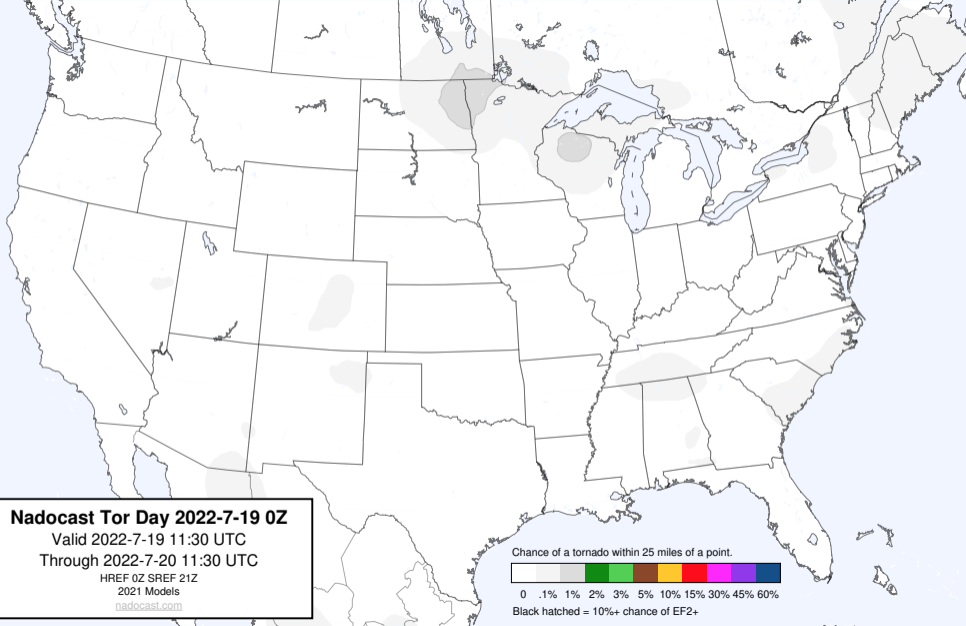 Nadocast Tor Day 2022-7-19 0Z
Valid 2022-7-19 11:30 UTC
Through 2022-7-20 11:30 UTC
HREF 0Z SREF 21Z
2021 Models
nadocast.com
Chance of a tornado within 25 miles of a point.
0 .1% 1% 2% 3% 5% 10% 15% 30% 45% 60%
Black hatched = 10%+ chance of EF2+